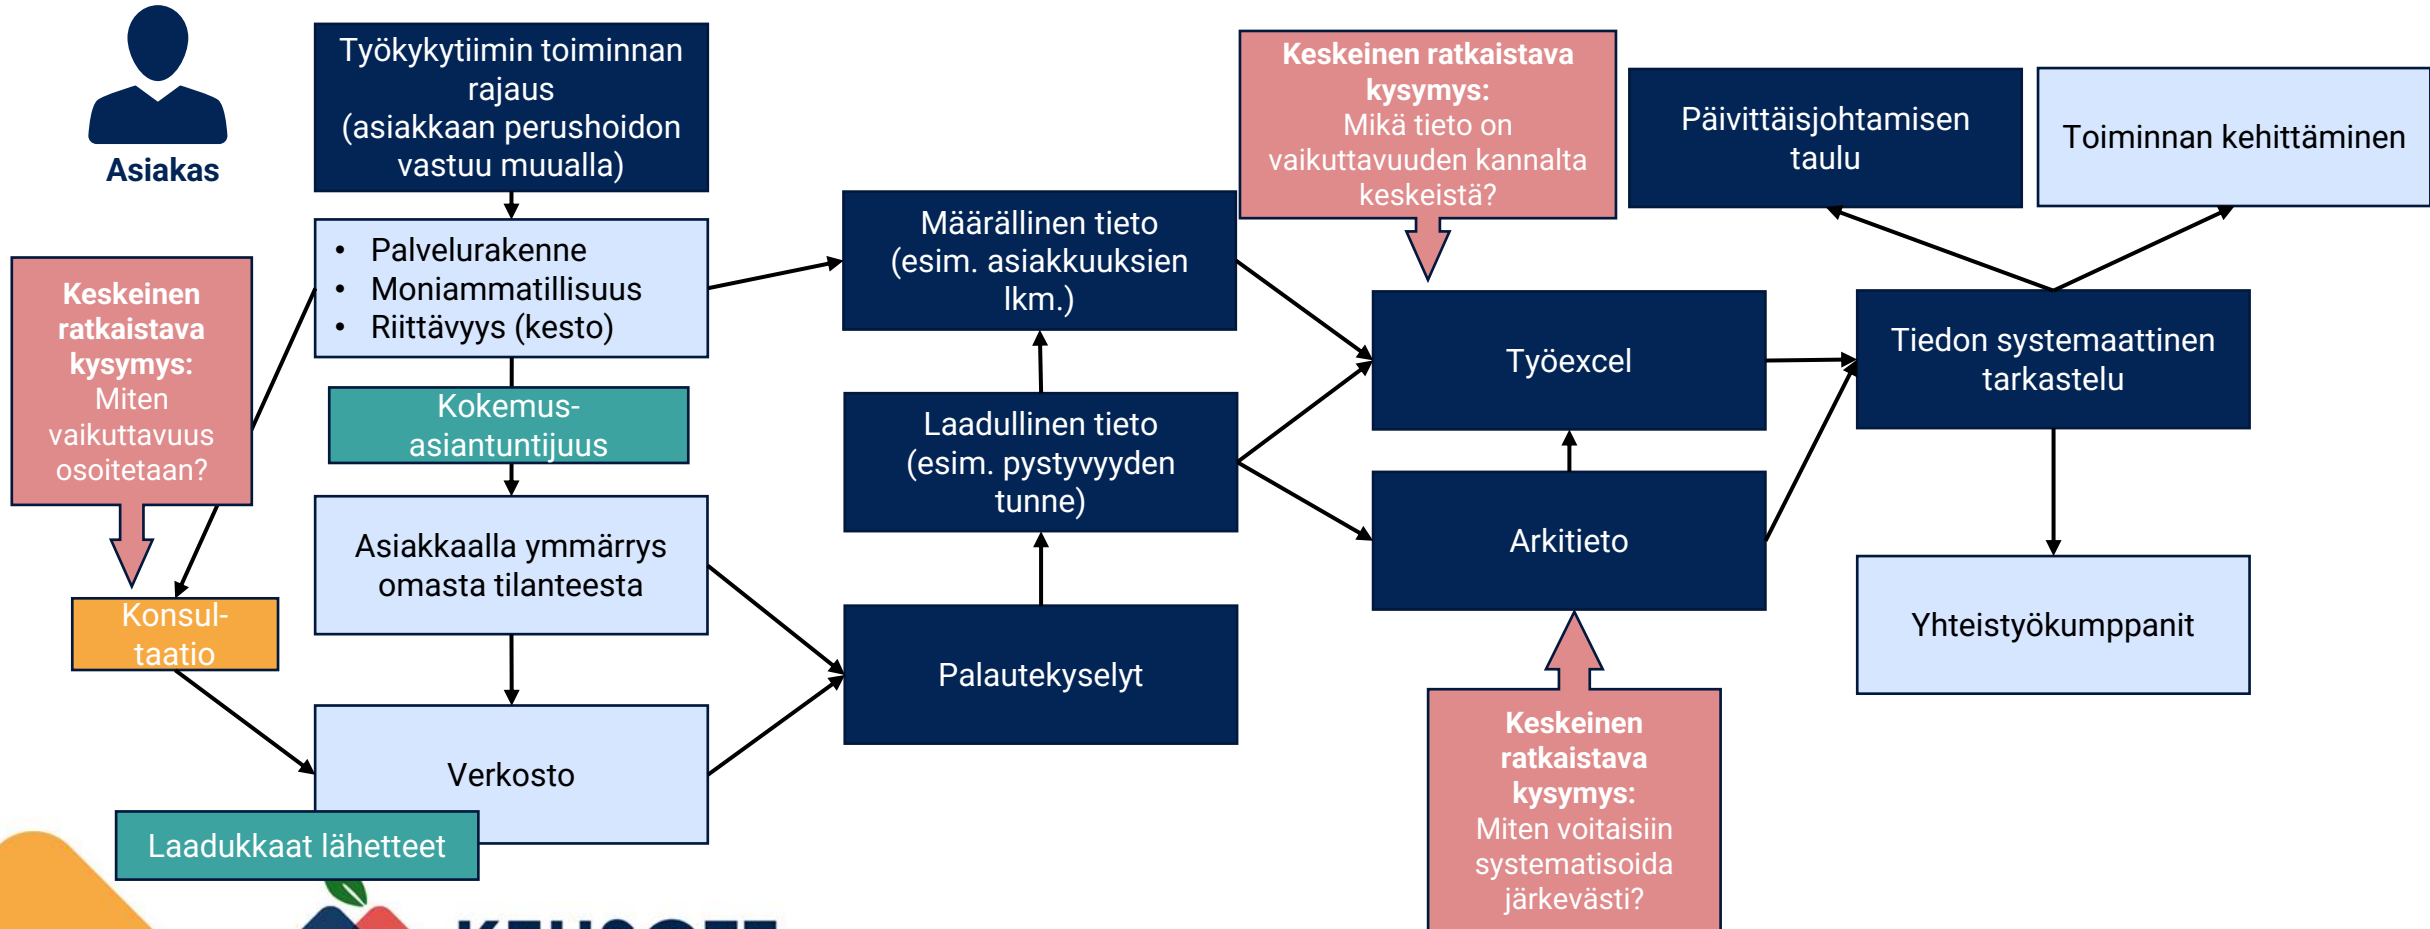 Asiakas
Työkykytiimin toiminnan
rajaus
(asiakkaan perushoidon
vastuu muualla)
• Palvelurakenne
• Moniammatillisuus
• Riittävyys (kesto)
Keskeinen
ratkaistava
kysymys:
Miten
vaikuttavuus
osoitetaan?
Kokemus-
asiantuntijuus
Asiakkaalla ymmärrys
omasta tilanteesta
Konsul-
taatio
Verkosto
Laadukkaat lähetteet
Määrällinen tieto
(esim. asiakkuuksien
lkm.)
Laadullinen tieto
(esim. pystyvyyden
tunne)
Palautekyselyt
Keskeinen ratkaistava
kysymys:
Mikä tieto on
vaikuttavuuden kannalta
keskeistä?
Työexcel
Arkitieto
Keskeinen
ratkaistava
kysymys:
Miten voitaisiin
systematisoida
järkevästi?
Päivittäisjohtamisen
taulu
Toiminnan kehittäminen
Tiedon systemaattinen
tarkastelu
Yhteistyökumppanit